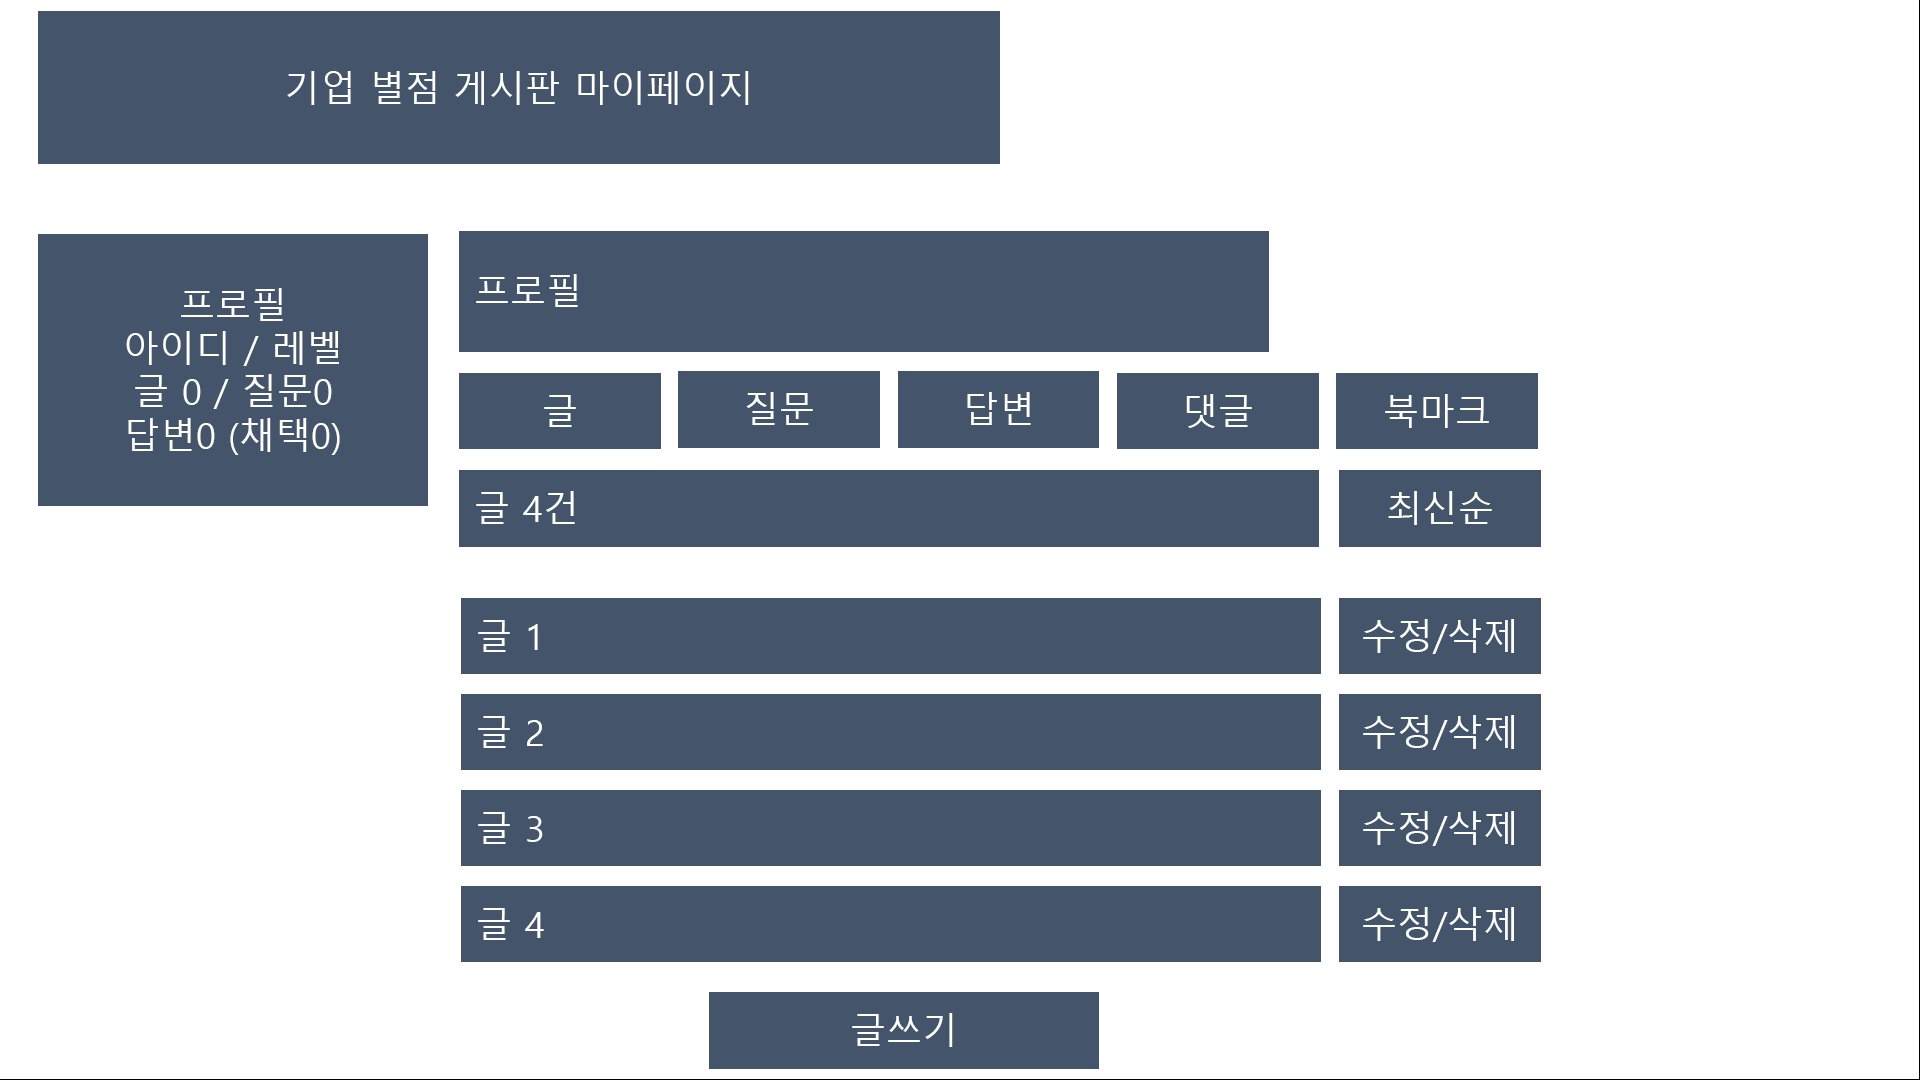 기업 별점 게시판 마이페이지
프로필
아이디 / 레벨
글 0 / 질문0
답변0 (채택0)
프로필
글
질문
답변
댓글
북마크
글 4건
최신순
글 1
수정/삭제
글 2
수정/삭제
글 3
수정/삭제
글 4
수정/삭제
글쓰기